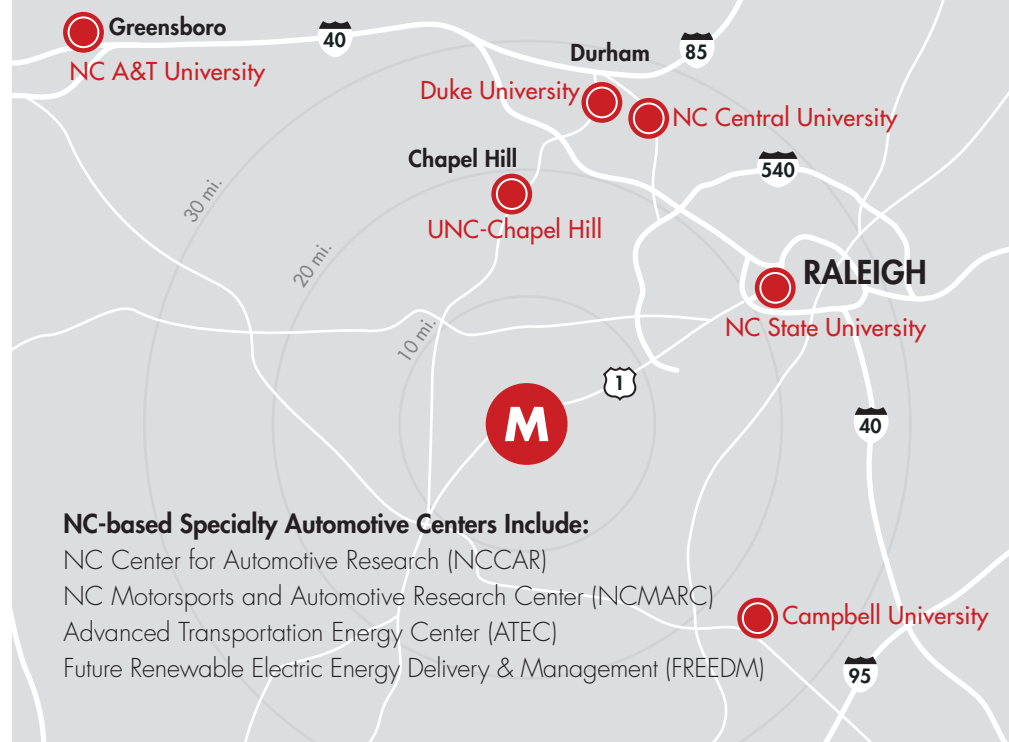 Greensboro
40
Durham
85
NC A&T University
Duke University
NC Central University
Chapel Hill
540
30 mi.
UNC-Chapel Hill
20 mi.
RALEIGH
NC State University
10 mi.
1
M
40
NC-based Specialty Automotive Centers Include:
NC Center for Automotive Research (NCCAR)
NC Motorsports and Automotive Research Center (NCMARC)
Advanced Transportation Energy Center (ATEC)
Future Renewable Electric Energy Delivery & Management (FREEDM)
Campbell University
95